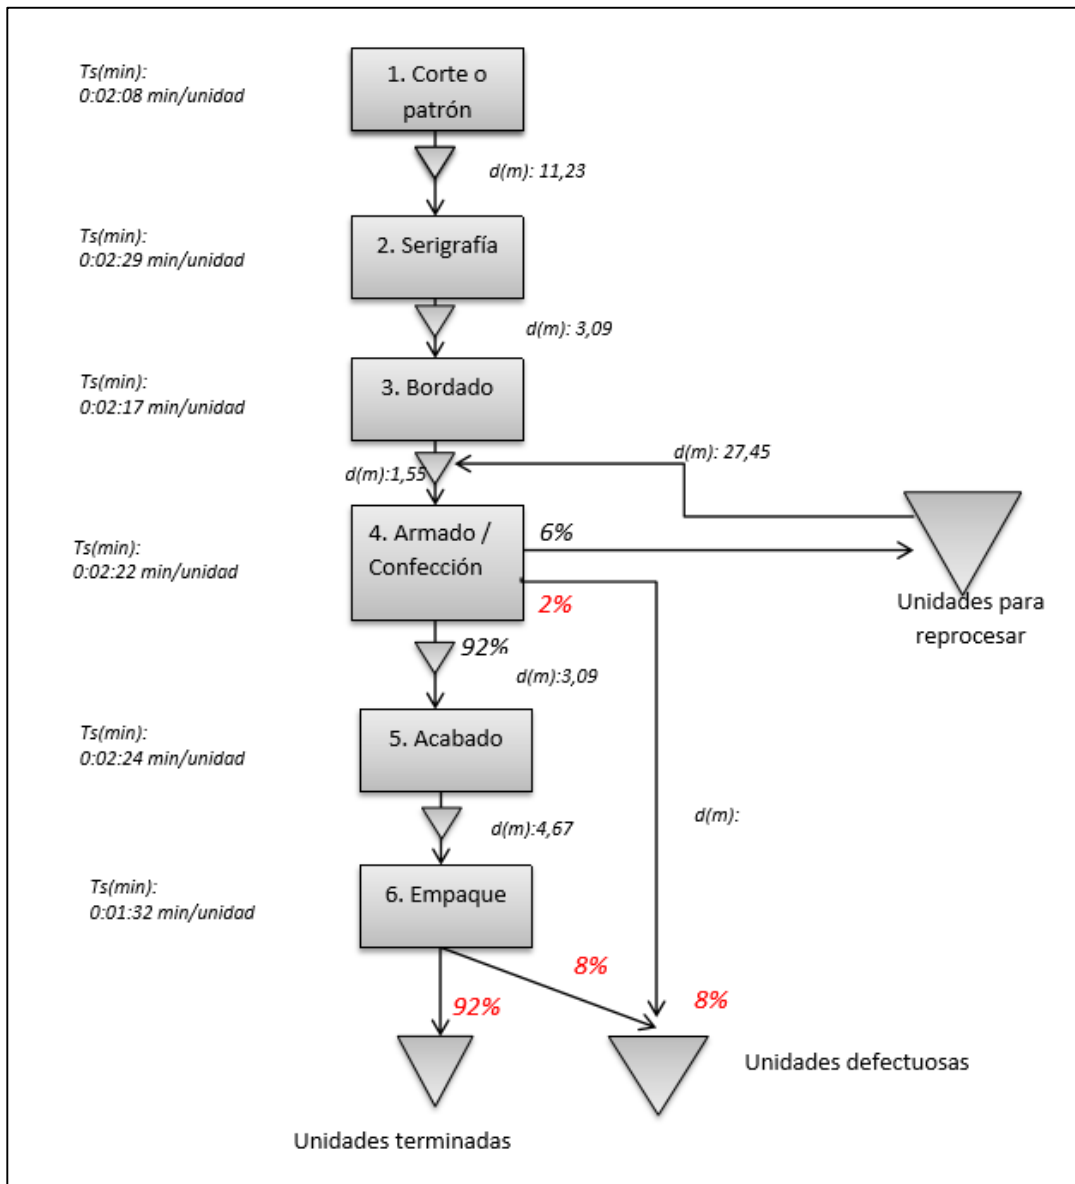 Ts(min):
0:02:08 min/unidad
1. Corte o
patrón
d(m): 11,23
Ts(min):
0:02:29 min/unidad
2. Serigrafía
d(m): 3,09
Ts(min):
0:02:17 min/unidad
3. Bordado
d(m): 27,45
d(m):1,55
Ts(min):
0:02:22 min/unidad
4. Armado /
Confección
6%
2%
Unidades para
reprocesar
92%
d(m):3,09
Ts(min):
0:02:24 min/unidad
5. Acabado
d(m):4,67
d(m):
Ts(min):
0:01:32 min/unidad
6. Empaque
8%
92%
8%
Unidades defectuosas
Unidades terminadas